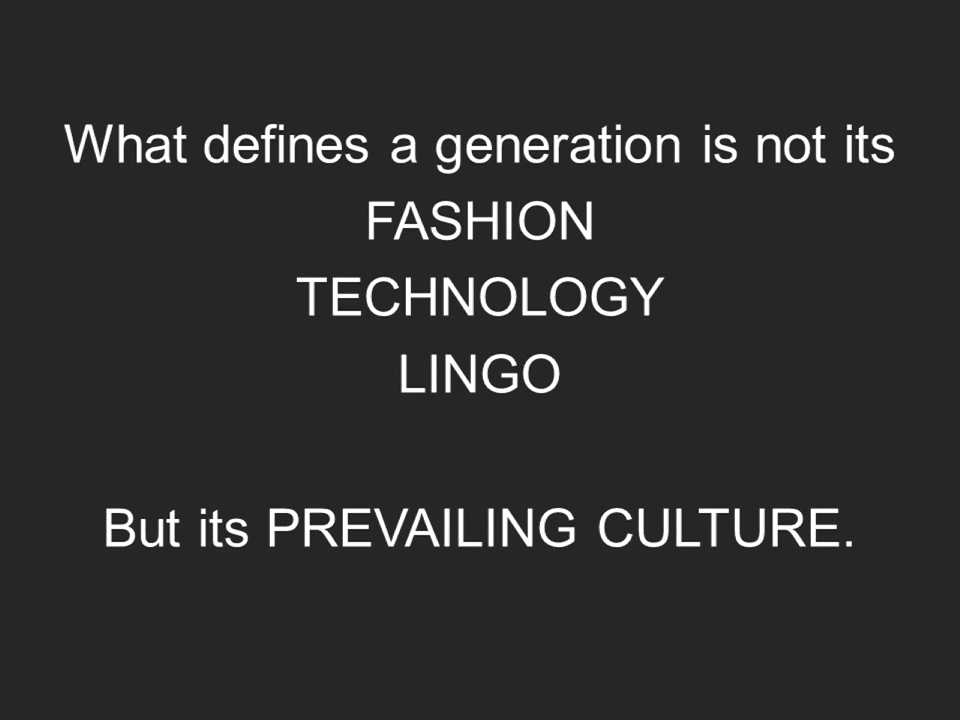 What defines a generation is not its
FASHION
TECHNOLOGY
LINGO
But its PREVAILING CULTURE.